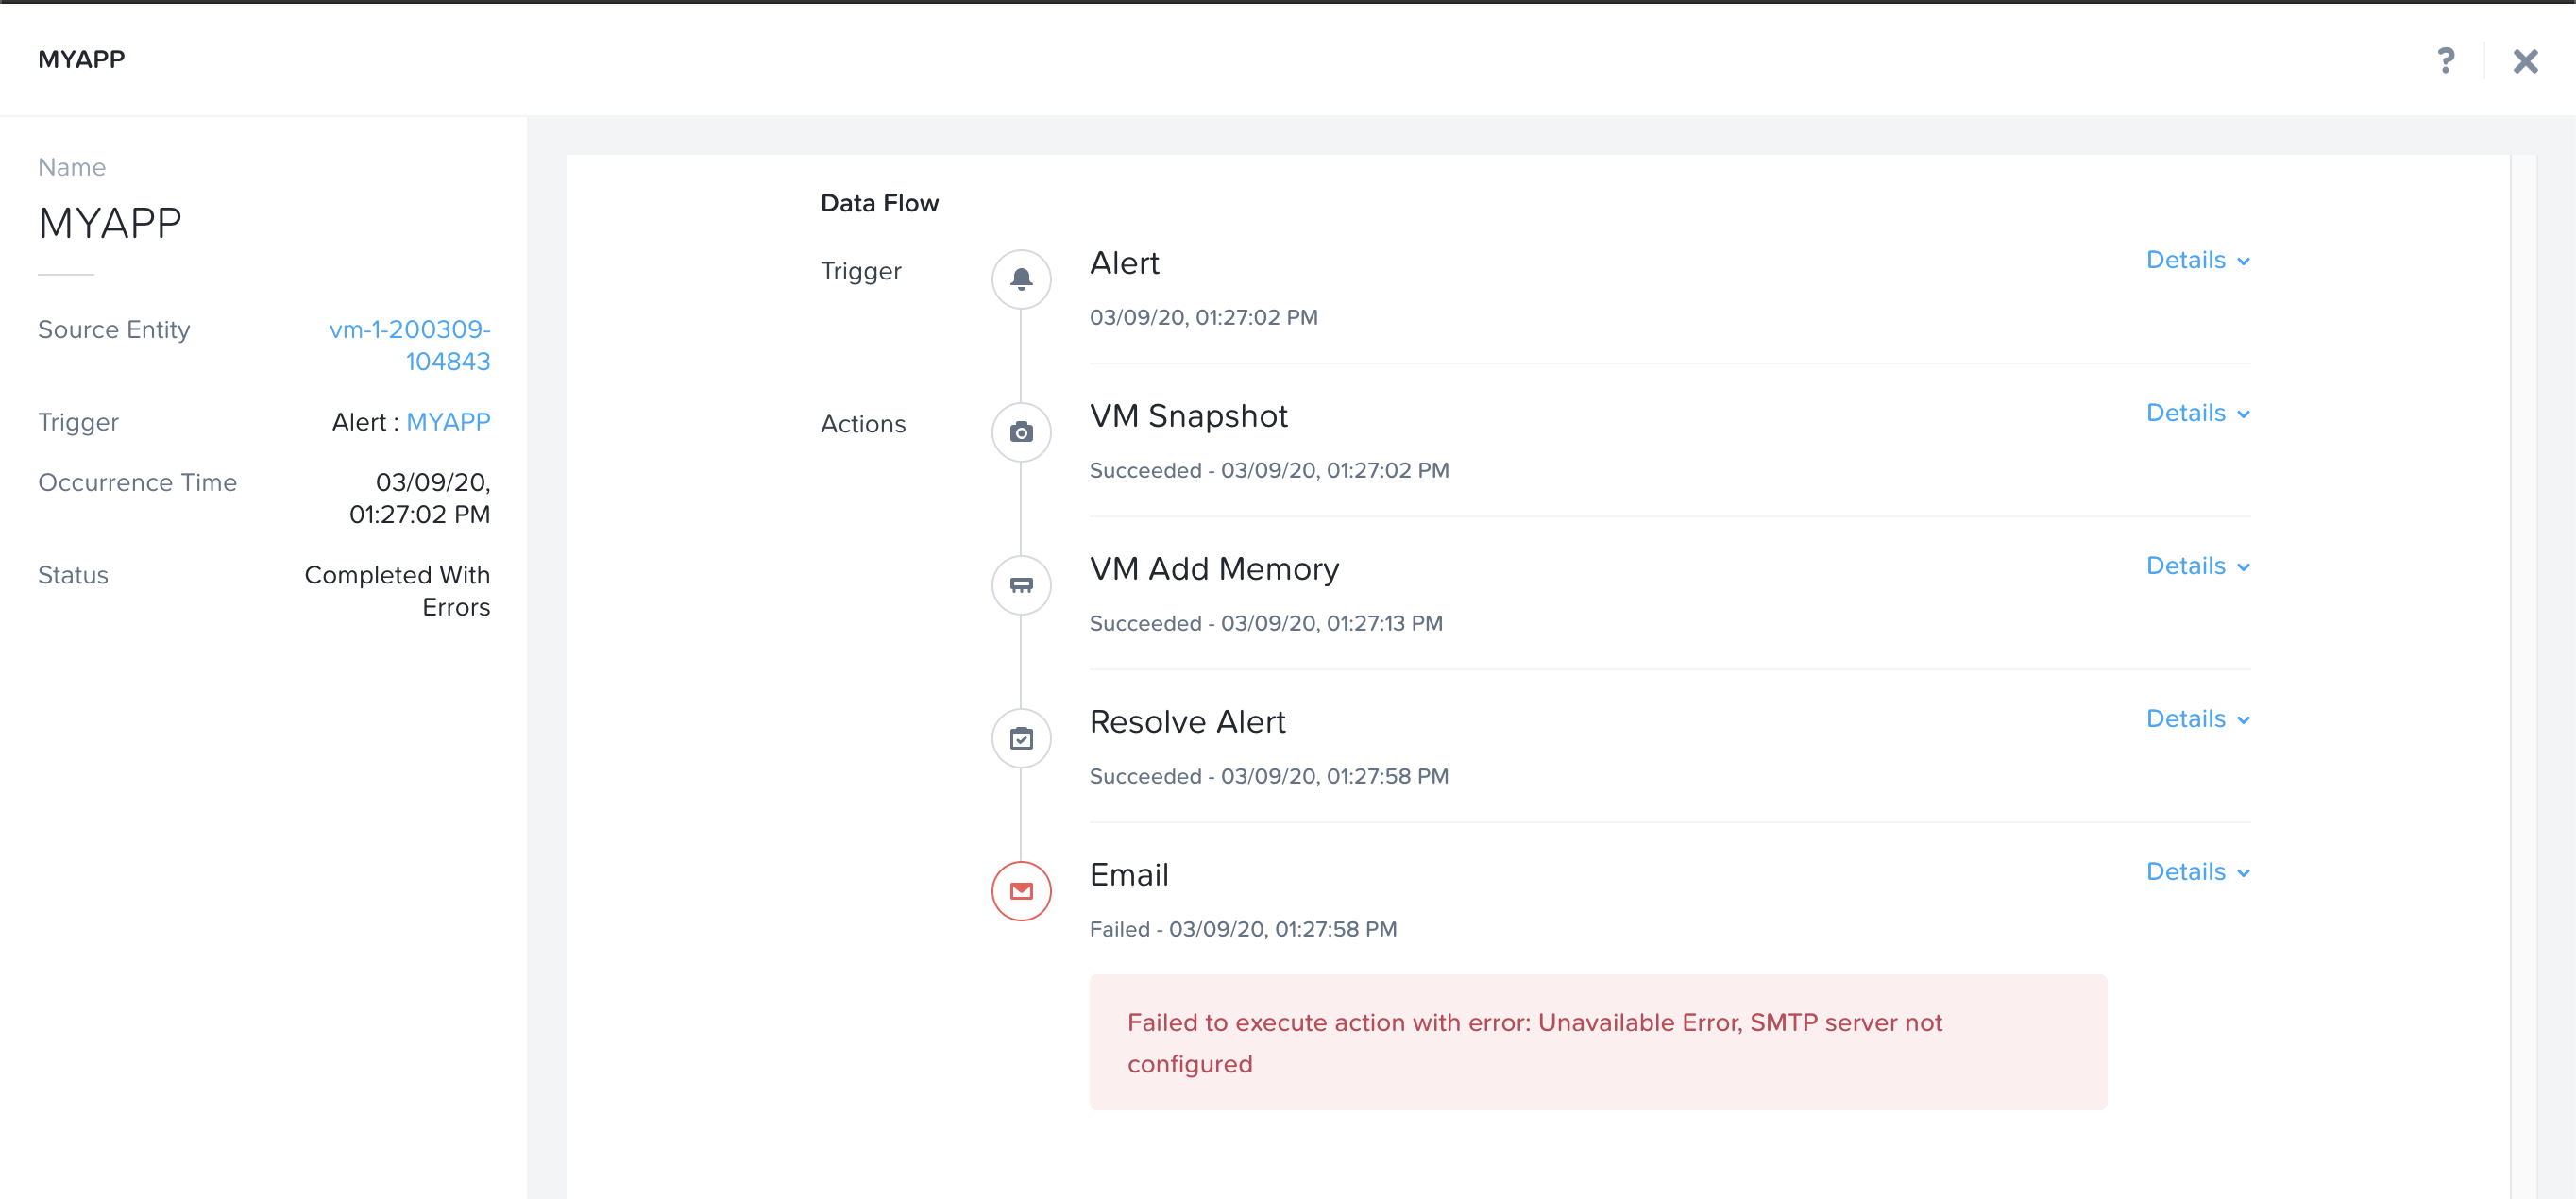 MYAPP
?
Name
MYAPP
Source Entity
vm-1-200309-
104843
Trigger
Alert : MYAPP
Occurrence Time
03/09/20,
01:27:02 PM
Status
Completed With
Errors
Data Flow
Trigger
Alert
Details
03/09/20, 01:27:02 PM
Actions
VM Snapshot
Details
Succeeded - 03/09/20, 01:27:02 PM
VM Add Memory
Details
Succeeded - 03/09/20, 01:27:13 PM
Resolve Alert
Details
Succeeded - 03/09/20, 01:27:58 PM
Email
Details
Failed - 03/09/20, 01:27:58 PM
Failed to execute action with error: Unavailable Error, SMTP server not
configured